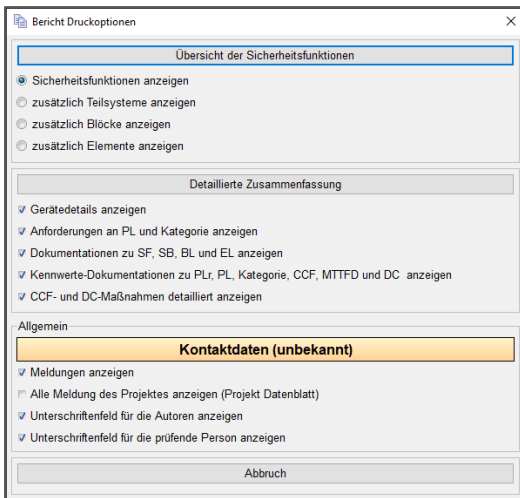 Bericht Druckoptionen
Übersicht der Sicherheitsfunktionen
Sicherheitsfunktionen anzeigen
zusätzlich Teilsysteme anzeigen
zusätzlich Blöcke anzeigen
zusätzlich Elemente anzeigen
Detaillierte Zusammenfassung
Gerätedetails anzeigen
Anforderungen an PL und Kategorie anzeigen
Dokumentationen zu SF, SB, BL und EL anzeigen
Kennwerte-Dokumentationen zu PLr, PL, Kategorie, CCF, MTTFD und DC anzeigen
CCF- und DC-Maßnahmen detailliert anzeigen
Allgemein
Kontaktdaten (unbekannt)
Meldungen anzeigen
Alle Meldung des Projektes anzeigen (Projekt Datenblatt)
Unterschriftenfeld für die Autoren anzeigen
Unterschriftenfeld für die prüfende Person anzeigen
Abbruch